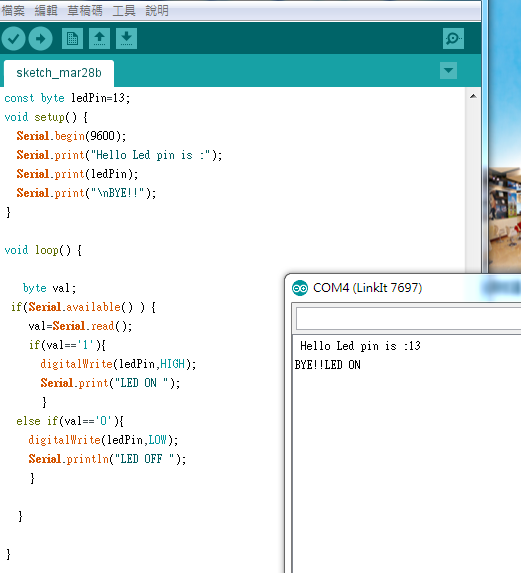 檔案 編輯 草稿碼 工具 說明
sketch_mar28b
const byte ledPin=13;
void setup() {
  Serial.begin(9600);
  Serial.print("Hello Led pin is :");
  Serial.print(ledPin);
  Serial.print("\nBYE!!");
}
void loop() {
   byte val;
 if(Serial.available() ) {
    val=Serial.read();
    if(val=='1'){
      digitalWrite(ledPin,HIGH);
      Serial.print("LED ON ");
      }
  else if(val=='0'){
    digitalWrite(ledPin,LOW);
    Serial.println("LED OFF ");
    }
  }
}
COM4 (LinkIt 7697)
Hello Led pin is :13
BYE!!LED ON